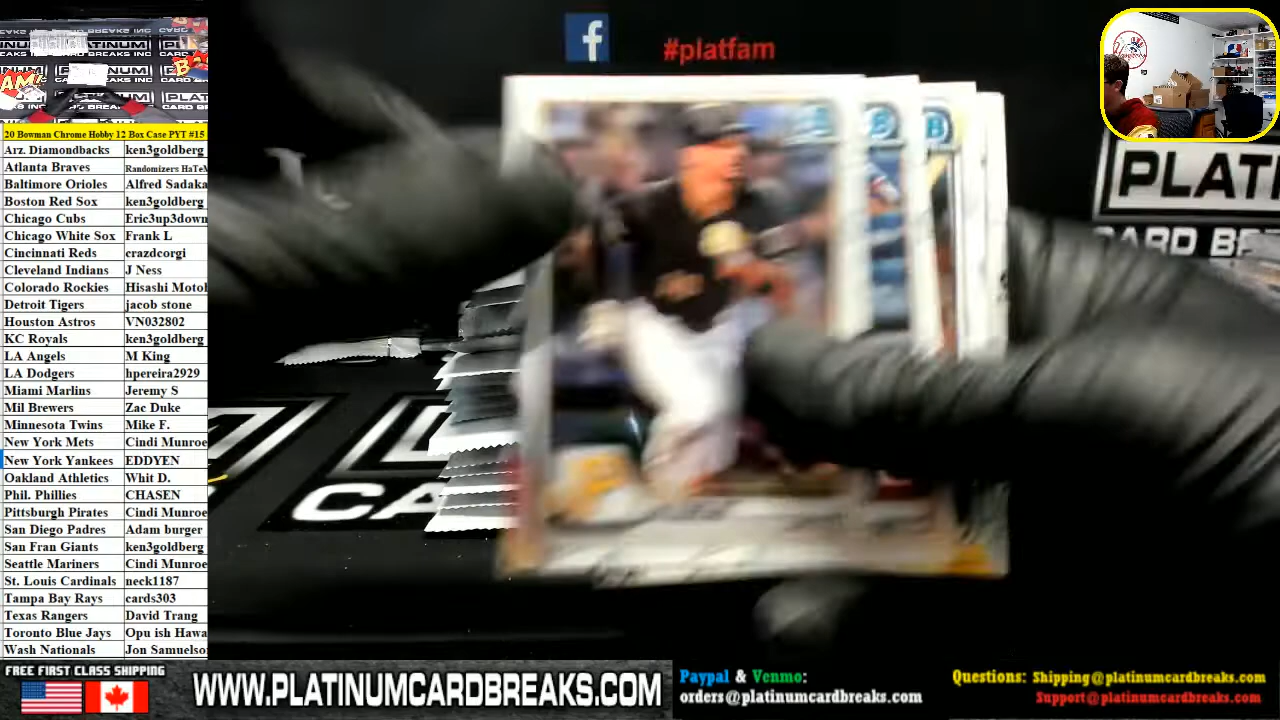 f #platfam
20 Bowman Chrome Hobby 12 Box Case PYT #15
Arz. Diamondbacks ken3goldberg
Atlanta Braves Randomizers HaTeM
Baltimore Orioles Alfred Sadaka
Boston Red Sox ken3goldberg
Chicago Cubs Eric3up3down
Chicago White Sox Frank L
Cincinnati Reds crazdcorgi
Cleveland Indians J Ness
Colorado Rockies Hisashi Motoh
Detroit Tigers jacob stone
Houston Astros VN032802
KC Royals ken3goldberg
LA Angels M King
LA Dodgers hpereira2929
Miami Marlins Jeremy S
Mil Brewers Zac Duke
Minnesota Twins Mike F.
New York Mets Cindi Munroe
New York Yankees EDDYEN
Oakland Athletics Whit D.
Phil. Phillies CHASEN
Pittsburgh Pirates Cindi Munroe
San Diego Padres Adam burger
San Fran Giants ken3goldberg
Seattle Mariners Cindi Munroe
St. Louis Cardinals neck1187
Tampa Bay Rays cards303
Texas Rangers David Trang
Toronto Blue Jays Opu ish Hawa
Wash Nationals Jon Samuelso
PLATI
CARD BRE
CA
FREE FIRST CLASS SHIPPING
WWW.PLATINUMCARDBREAKS.COM
Paypal & Venmo:
orders@platinumcardbreaks.com
Questions: Shipping@platinumcardbreaks.com
Support@platinumcardbreaks.com